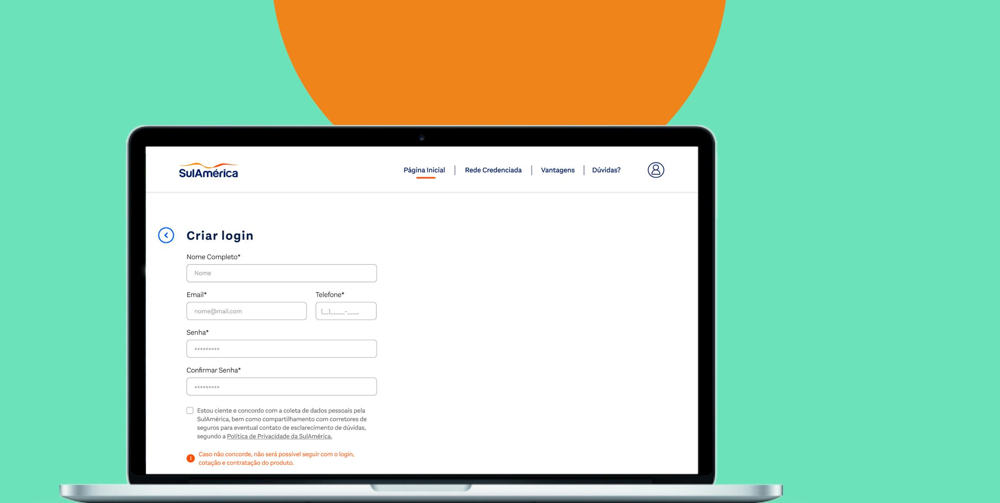 SulAmérica
Página Inicial
Rede Credenciada
Vantagens
Dúvidas?
Criar login
Nome Completo*
Nome
Email*
Telefone*
nome@mail.com
(__)_____-____
Senha*
*********
Confirmar Senha*
*********
Estou ciente e concordo com a coleta de dados pessoais pela
SulAmérica, bem como compartilhamento com corretores de
seguros para eventual contato de esclarecimento de dúvidas,
segundo a Política de Privacidade da SulAmérica.
Caso não concorde, não será possível seguir com o login,
cotação e contratação do produto.